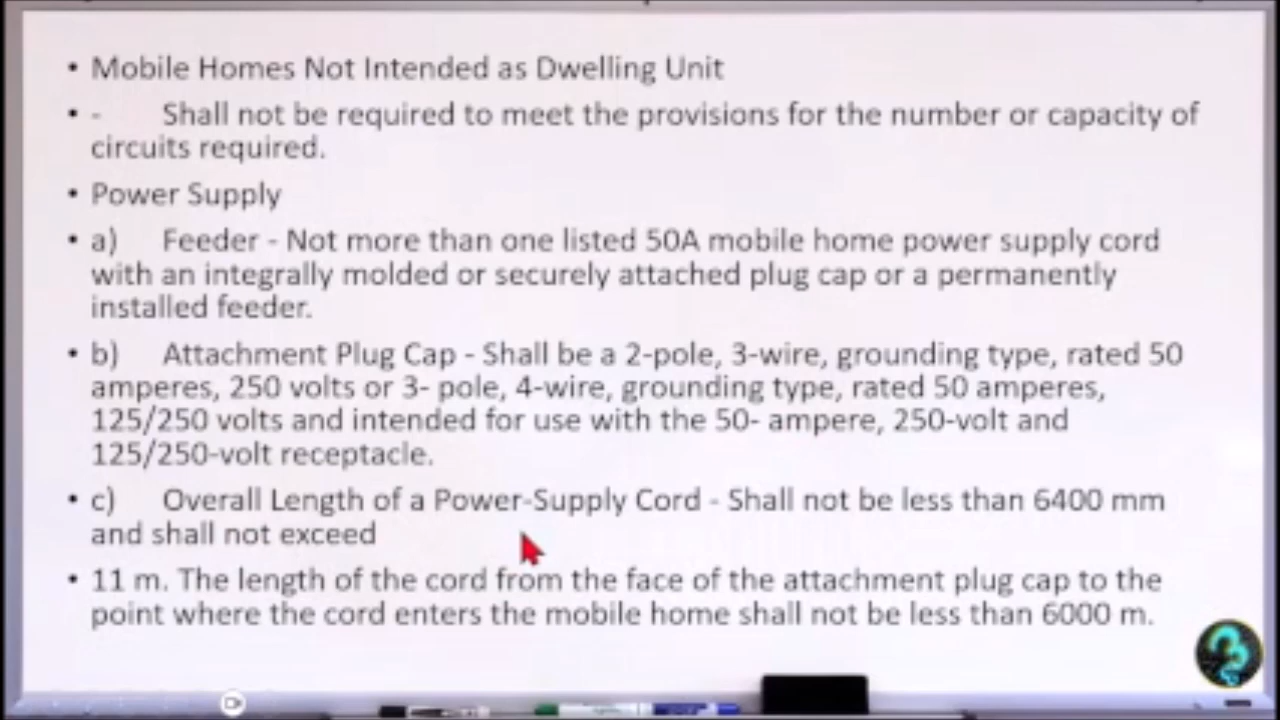 • Mobile Homes Not Intended as Dwelling Unit
• - Shall not be required to meet the provisions for the number or capacity of
circuits required.
• Power Supply
• a) Feeder - Not more than one listed 50A mobile home power supply cord
with an integrally molded or securely attached plug cap or a permanently
installed feeder.
• b) Attachment Plug Cap - Shall be a 2-pole, 3-wire, grounding type, rated 50
amperes, 250 volts or 3- pole, 4-wire, grounding type, rated 50 amperes,
125/250 volts and intended for use with the 50- ampere, 250-volt and
125/250-volt receptacle.
• c) Overall Length of a Power-Supply Cord - Shall not be less than 6400 mm
and shall not exceed
• 11 m. The length of the cord from the face of the attachment plug cap to the
point where the cord enters the mobile home shall not be less than 6000 m.